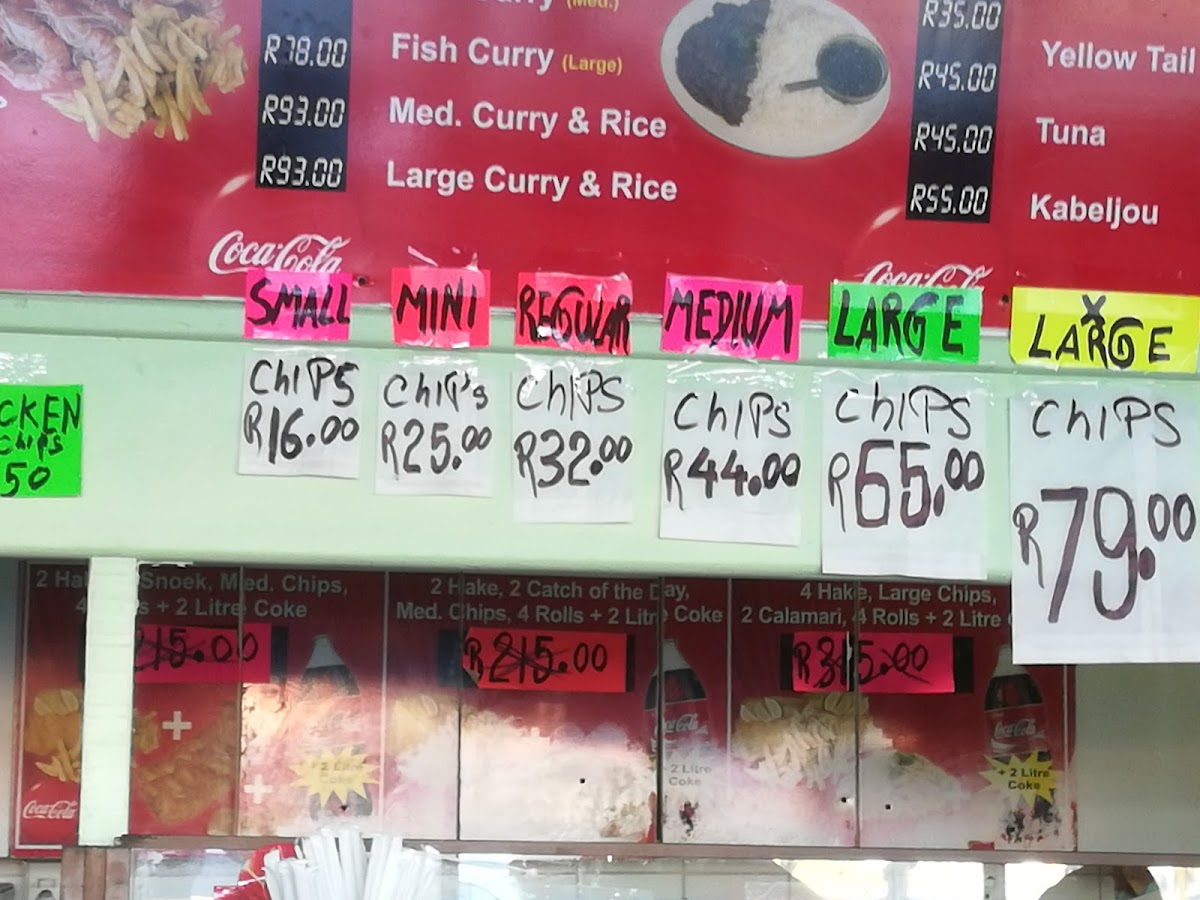 R78.00
Fish Curry (Large)
R93.00
Med. Curry & Rice
R93.00
Large Curry & Rice
R35.00
R45.00
R45.00
R55.00
Yellow Tail
Tuna
Kabeljou
Coca-Cola
Coca-Cola
SMALL
CHIPS
R16.00
MINI
CHIP'S
R25.00
REGULAR
CHIPS
R32.00
MEDIUM
CHIPS
R44.00
LARGE
CHIPS
R65.00
X
LARGE
CHIPS
R79.00
CKEN
CHIPS
50
Snoek, Med. Chips,
+ 2 Litre Coke
215.00
2 Hake, 2 Catch of the Day,
Med. Chips, 4 Rolls + 2 Litre Coke
R215.00
4 Hake, Large Chips,
2 Calamari, 4 Rolls + 2 Litre
R315.00
Coca-Cola
+ 2 Litre
Coke
2 Litre
Coke
+ 2 Litre
Coke